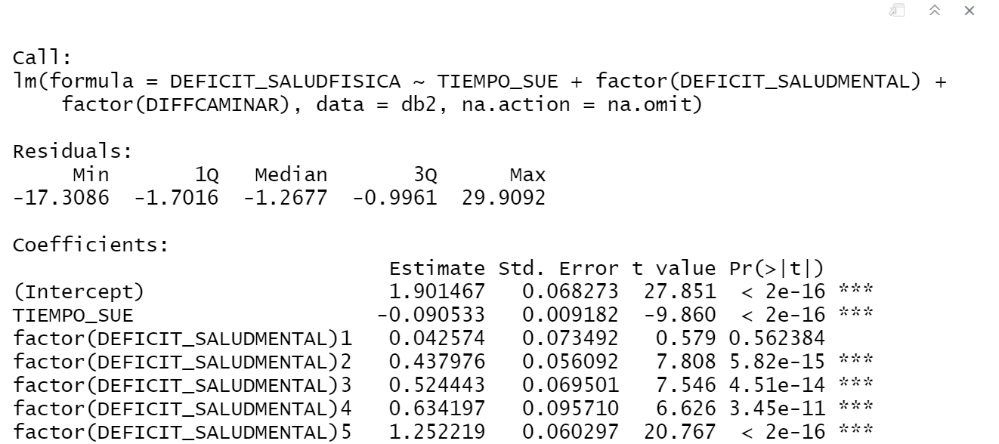 Call:
lm(formula = DEFICIT_SALUDFISICA ~ TIEMPO_SUE + factor(DEFICIT_SALUDMENTAL) +
    factor(DIFFCAMINAR), data = db2, na.action = na.omit)
Residuals:
     Min       1Q   Median       3Q      Max
-17.3086  -1.7016  -1.2677  -0.9961  29.9092
Coefficients:
                               Estimate Std. Error t value Pr(>|t|)
(Intercept)                    1.901467   0.068273  27.851  < 2e-16 ***
TIEMPO_SUE                    -0.090533   0.009182  -9.860  < 2e-16 ***
factor(DEFICIT_SALUDMENTAL)1   0.042574   0.073492   0.579 0.562384
factor(DEFICIT_SALUDMENTAL)2   0.437976   0.056092   7.808 5.82e-15 ***
factor(DEFICIT_SALUDMENTAL)3   0.524443   0.069501   7.546 4.51e-14 ***
factor(DEFICIT_SALUDMENTAL)4   0.634197   0.095710   6.626 3.45e-11 ***
factor(DEFICIT_SALUDMENTAL)5   1.252219   0.060297  20.767  < 2e-16 ***